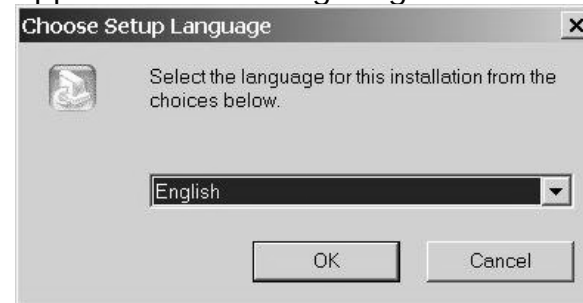 Choose Setup Language
Select the language for this installation from the
choices below.
English
OK
Cancel